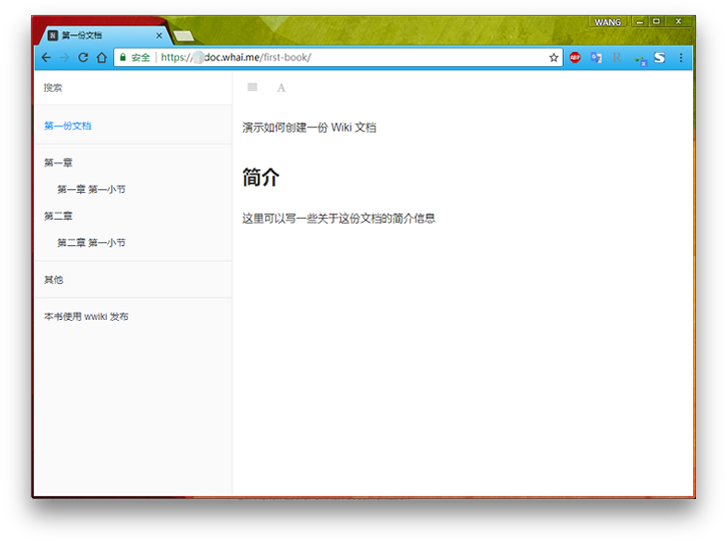 WANG
第一份文档
安全
https:// doc.whai.me/first-book/
搜索
A
第一份文档
第一章
第一章 第一小节
第二章
第二章 第一小节
其他
本书使用 wwiki 发布
演示如何创建一份 Wiki 文档
简介
这里可以写一些关于这份文档的简介信息